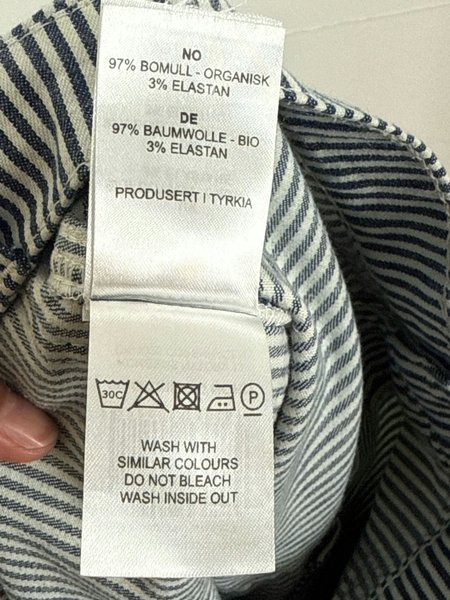 NO
97% BOMULL - ORGANISK
3% ELASTAN
DE
97% BAUMWOLLE - BIO
3% ELASTAN
PRODUSERT I TYRKIA
30C
P
WASH WITH
SIMILAR COLOURS
DO NOT BLEACH
WASH INSIDE OUT